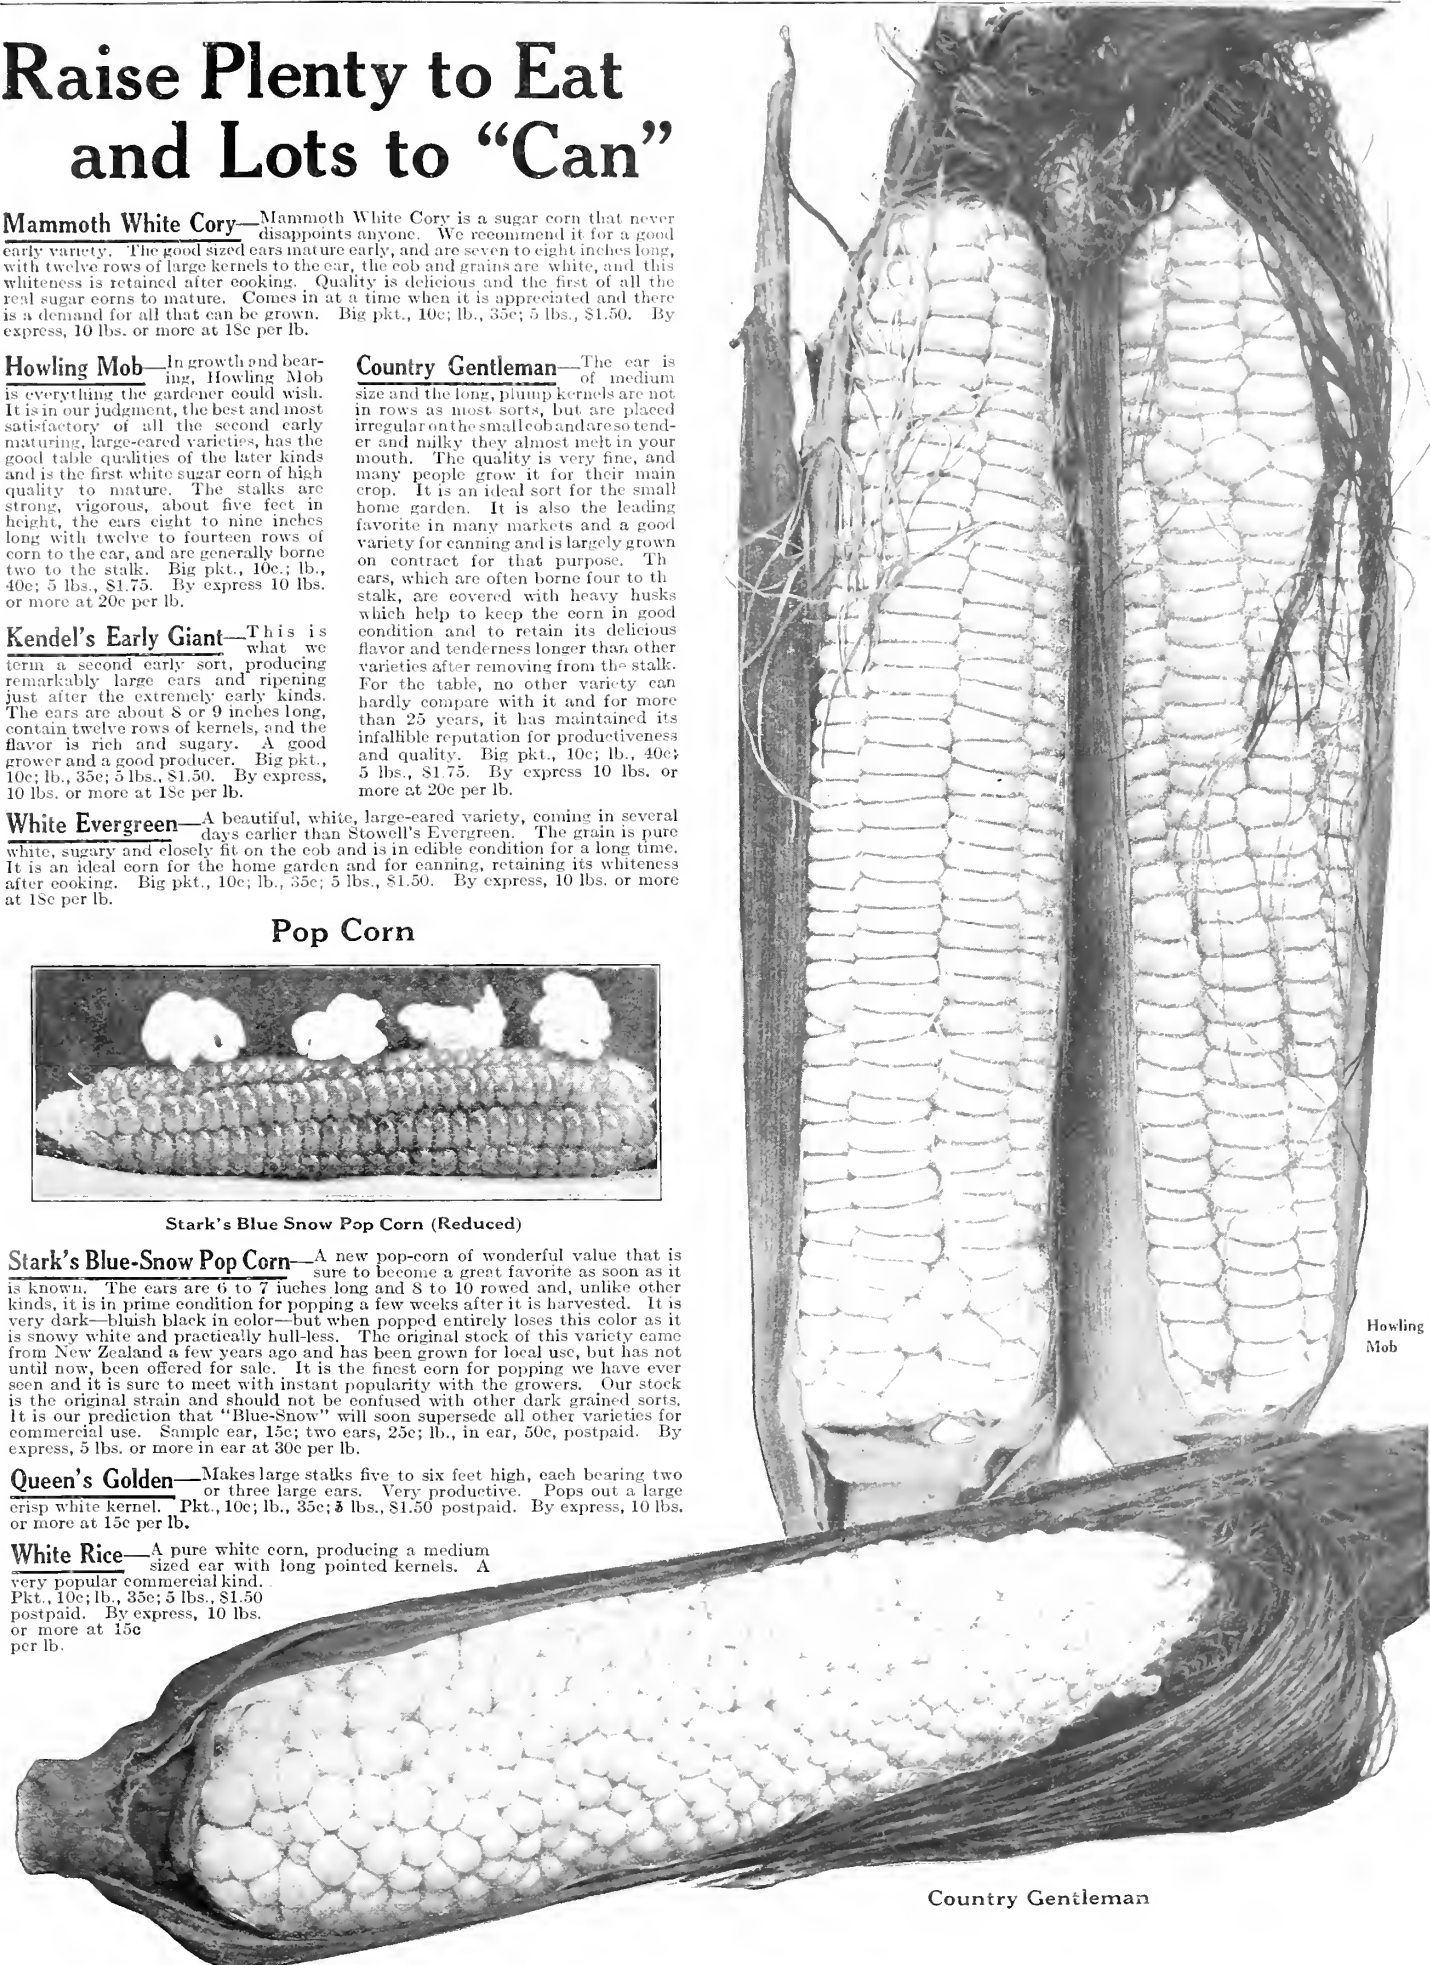 Raise Plenty to Eat
and Lots to “Can”
Mammoth White Cory—Mammoth White Cory is a sugar corn that never
disappoints anyone. We recommend it for a good
early variety. The good sized ears mature early, and are seven to eight inches long,
with twelve rows of large kernels to the ear, the cob and grains are white, and this
whiteness is retained after cooking. Quality is delicious and the first of all the
real sugar corns to mature. Comes in at a time when it is appreciated and there
is a demand for all that can be grown. Big pkt., 10c; lb., 35c; 5 lbs., $1.50. By
express, 10 lbs. or more at 18c per lb.
Howling Mob—In growth and bear-
ing, Howling Mob
is everything the gardener could wish.
It is in our judgment, the best and most
satisfactory of all the second early
maturing, large-eared varieties, has the
good table qualities of the later kinds
and is the first white sugar corn of high
quality to mature. The stalks are
strong, vigorous, about five feet in
height, the ears eight to nine inches
long with twelve to fourteen rows of
corn to the ear, and are generally borne
two to the stalk. Big pkt., 10c.; lb.,
40c; 5 lbs., $1.75. By express 10 lbs.
or more at 20c per lb.
Kendel's Early Giant—This is
what we
term a second early sort, producing
remarkably large ears and ripening
just after the extremely early kinds.
The ears are about 8 or 9 inches long,
contain twelve rows of kernels, and the
flavor is rich and sugary. A good
grower and a good producer. Big pkt.,
10c; lb., 35c; 5 lbs., $1.50. By express,
10 lbs. or more at 18c per lb.
Country Gentleman—The ear is
of medium
size and the long, plump kernels are not
in rows as most sorts, but are placed
irregular on the small cob and are so tend-
er and milky they almost melt in your
mouth. The quality is very fine, and
many people grow it for their main
crop. It is an ideal sort for the small
home garden. It is also the leading
favorite in many markets and a good
variety for canning and is largely grown
on contract for that purpose. Th
ears, which are often borne four to th
stalk, are covered with heavy husks
which help to keep the corn in good
condition and to retain its delicious
flavor and tenderness longer than other
varieties after removing from the stalk.
For the table, no other variety can
hardly compare with it and for more
than 25 years, it has maintained its
infallible reputation for productiveness
and quality. Big pkt., 10c; lb., 40c;
5 lbs., $1.75. By express 10 lbs. or
more at 20c per lb.
White Evergreen—A beautiful, white, large-eared variety, coming in several
days earlier than Stowell's Evergreen. The grain is pure
white, sugary and closely fit on the cob and is in edible condition for a long time.
It is an ideal corn for the home garden and for canning, retaining its whiteness
after cooking. Big pkt., 10c; lb., 35c; 5 lbs., $1.50. By express, 10 lbs. or more
at 18c per lb.
Pop Corn
Stark's Blue Snow Pop Corn (Reduced)
Stark's Blue-Snow Pop Corn—A new pop-corn of wonderful value that is
sure to become a great favorite as soon as it
is known. The ears are 6 to 7 inches long and 8 to 10 rowed and, unlike other
kinds, it is in prime condition for popping a few weeks after it is harvested. It is
very dark—bluish black in color—but when popped entirely loses this color as it
is snowy white and practically hull-less. The original stock of this variety came
from New Zealand a few years ago and has been grown for local use, but has not
until now, been offered for sale. It is the finest corn for popping we have ever
seen and it is sure to meet with instant popularity with the growers. Our stock
is the original strain and should not be confused with other dark grained sorts.
It is our prediction that “Blue-Snow” will soon supersede all other varieties for
commercial use. Sample ear, 15c; two ears, 25c; lb., in ear, 50c, postpaid. By
express, 5 lbs. or more in ear at 30c per lb.
Queen's Golden—Makes large stalks five to six feet high, each bearing two
or three large ears. Very productive. Pops out a large
crisp white kernel. Pkt., 10c; lb., 35c; 5 lbs., $1.50 postpaid. By express, 10 lbs.
or more at 15c per lb.
White Rice—A pure white corn, producing a medium
sized ear with long pointed kernels. A
very popular commercial kind.
Pkt., 10c; lb., 35c; 5 lbs., $1.50
postpaid. By express, 10 lbs.
or more at 15c
per lb.
Howling
Mob
Country Gentleman